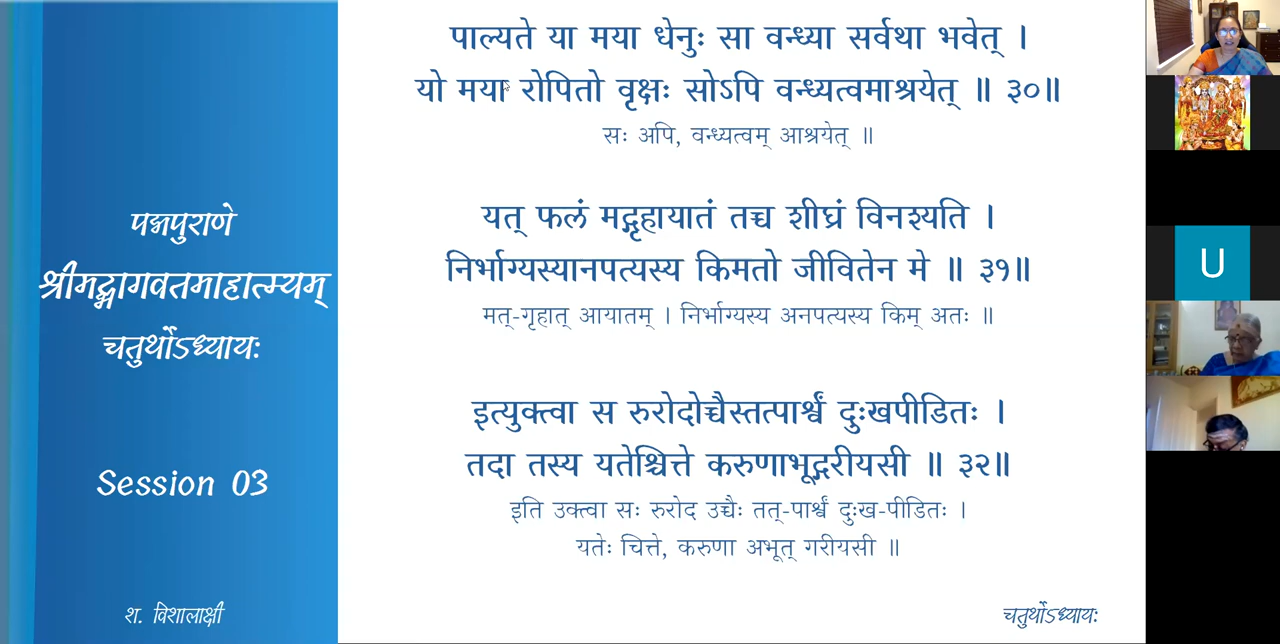 पद्मपुराणे
श्रीमद्भागवतमाहात्म्यम्
चतुर्थोऽध्यायः
Session 03
श. विशालाक्षी
पाल्यते या मया धेनुः सा वन्ध्या सर्वथा भवेत् ।
यो मया रोपितो वृक्षः सोऽपि वन्ध्यत्वमाश्रयेत् ॥ ३०॥
सः अपि, वन्ध्यत्वम् आश्रयेत् ॥
यत् फलं मद्गृहायातं तच्च शीघ्रं विनश्यति ।
निर्भाग्यस्यानपत्यस्य किमतो जीवितेन मे ॥ ३१॥
मत्-गृहात् आयातम् । निर्भाग्यस्य अनपत्यस्य किम् अतः ॥
इत्युक्त्वा स रुरोदोच्चैस्तत्पार्श्वं दुःखपीडितः ।
तदा तस्य यतेश्चित्ते करुणाभूद्गरीयसी ॥ ३२॥
इति उक्त्वा सः रुरोद उच्चैः तत्-पार्श्वं दुःख-पीडितः ।
यतेः चित्ते, करुणा अभूत् गरीयसी ॥
चतुर्थोऽध्यायः
U